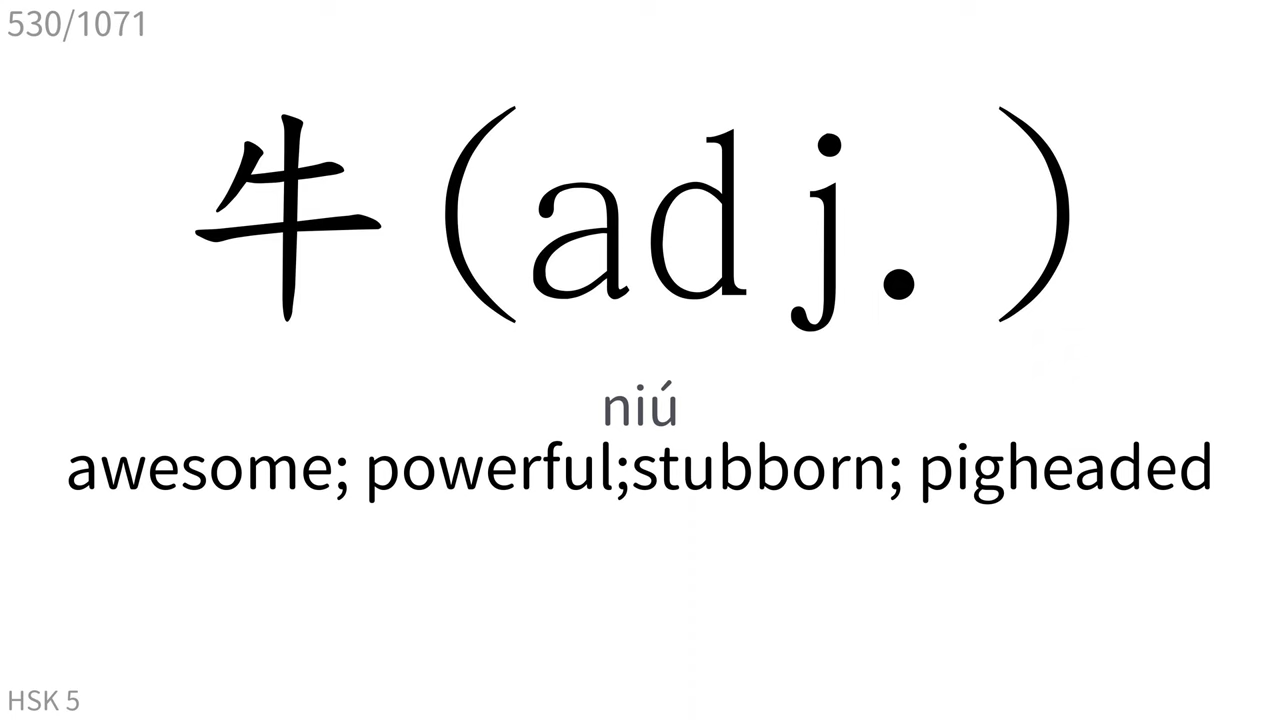 530/1071
牛(adj.)
niú
awesome; powerful;stubborn; pigheaded
HSK 5